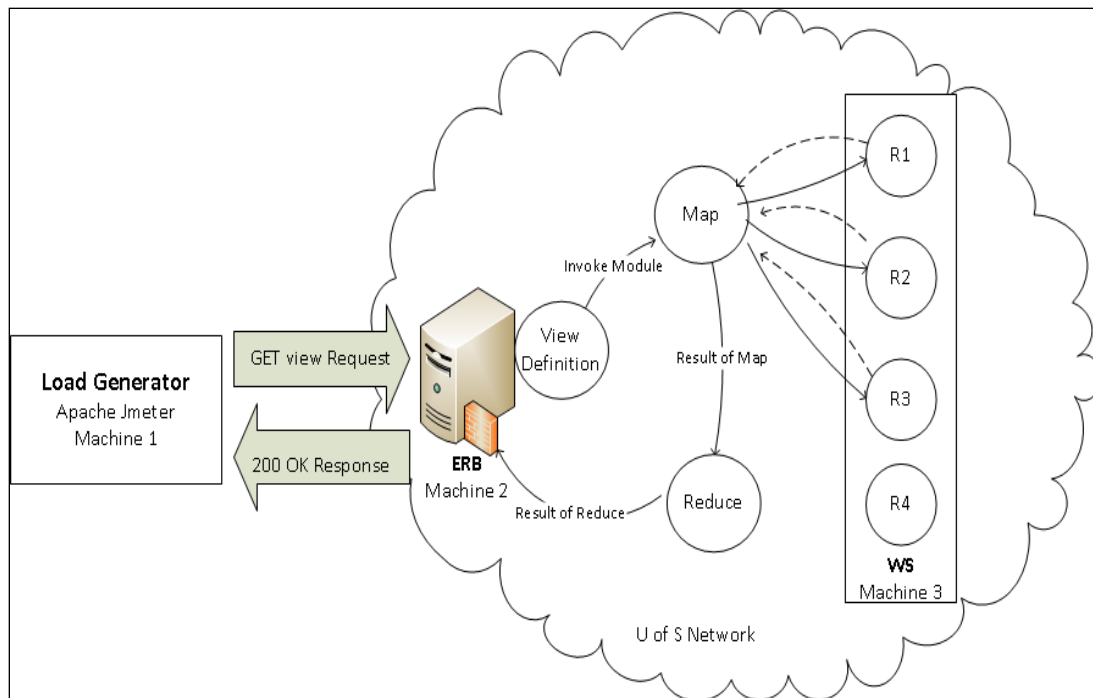 Load Generator
Apache Jmeter
Machine 1
GET view Request
200 OK Response
ERB
Machine 2
View
Definition
Invoke Module
Map
Result of Map
Reduce
Result of Reduce
R1
R2
R3
R4
WS
Machine 3
U of S Network